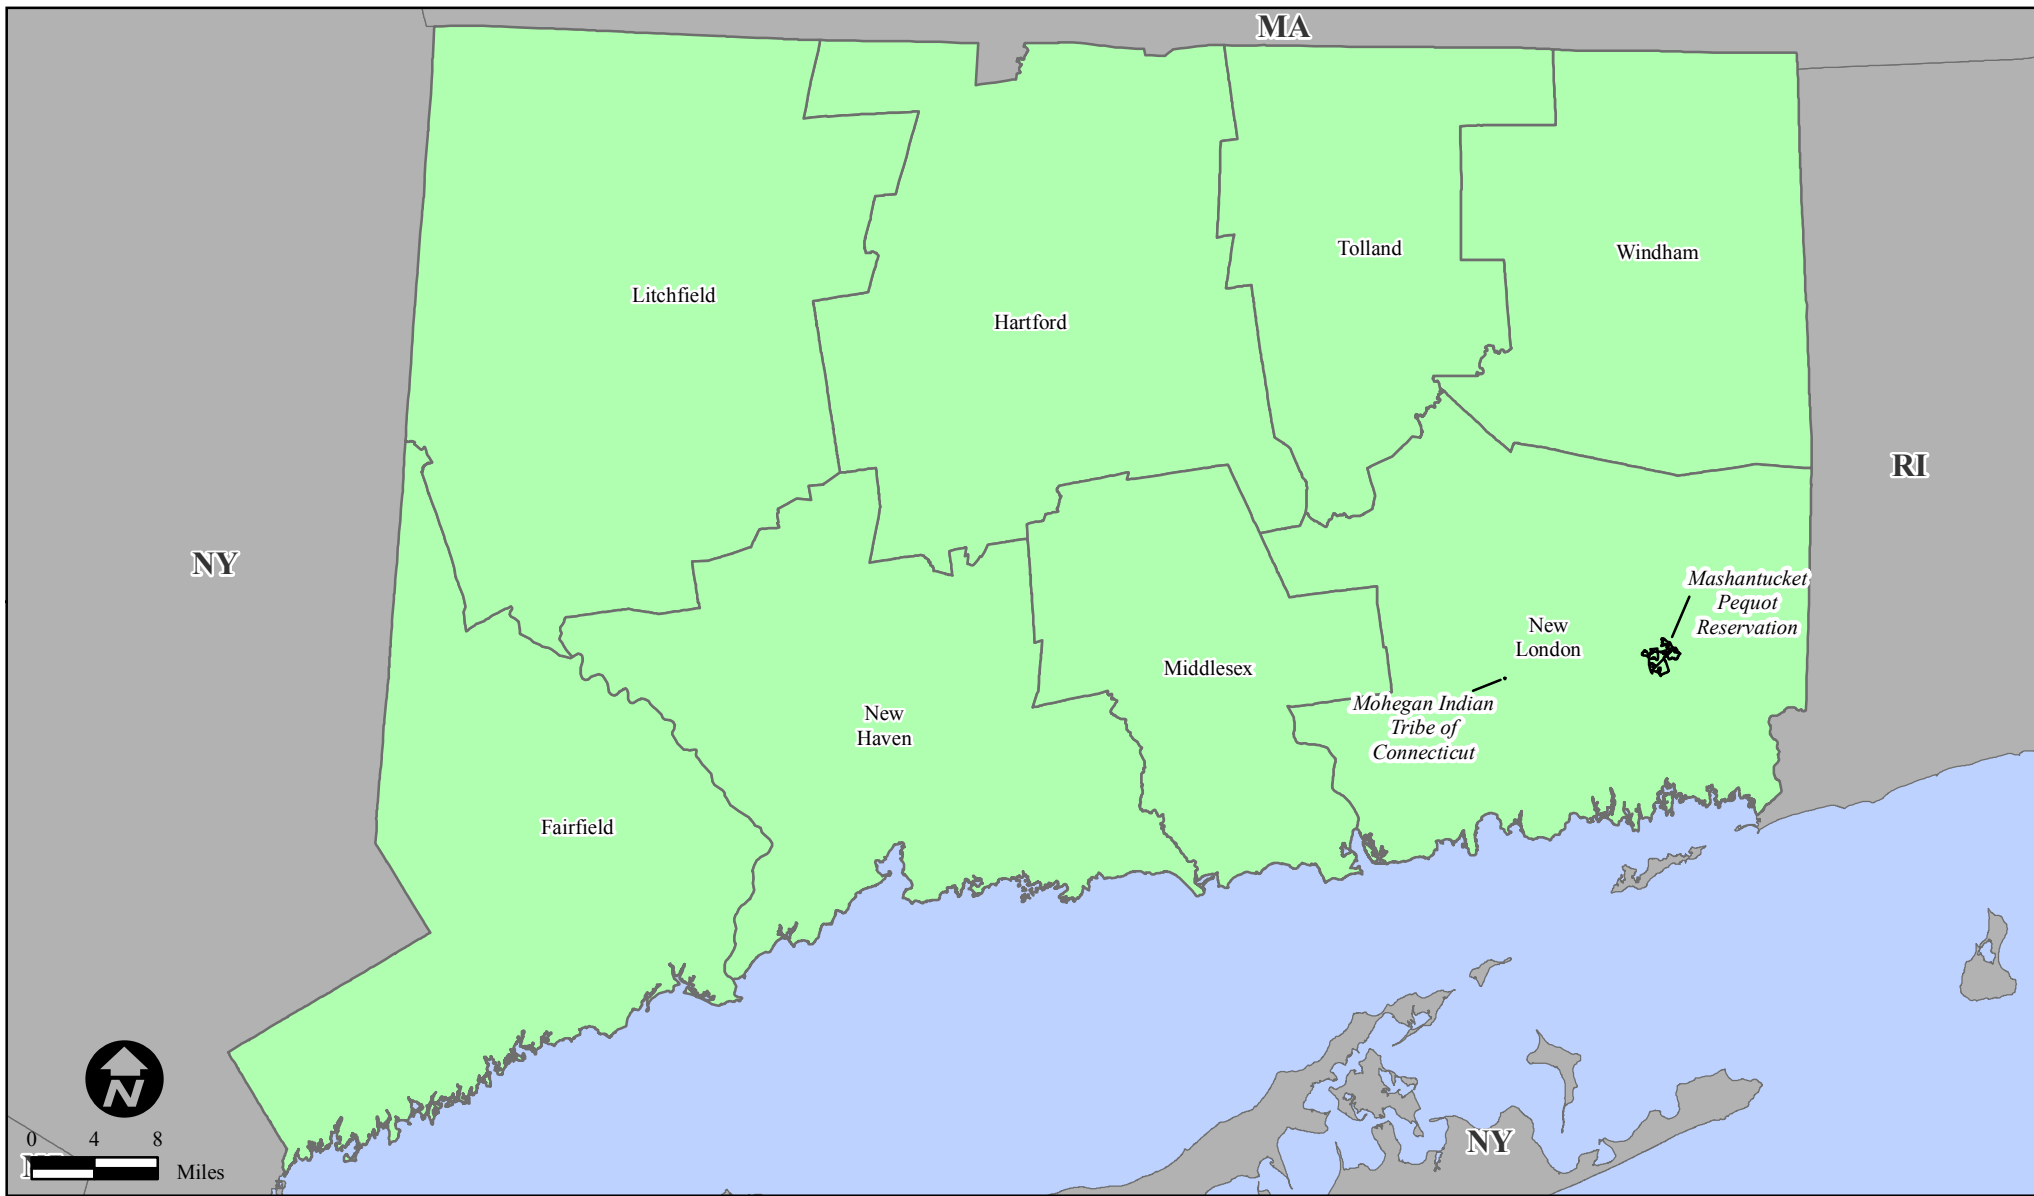 MA
Tolland
Windham
Litchfield
Hartford
RI
NY
Mashantucket
Pequot
Reservation
New
London
Middlesex
Mohegan Indian
Tribe of
Connecticut
New
Haven
Fairfield
N
0 4 8
Miles
NY